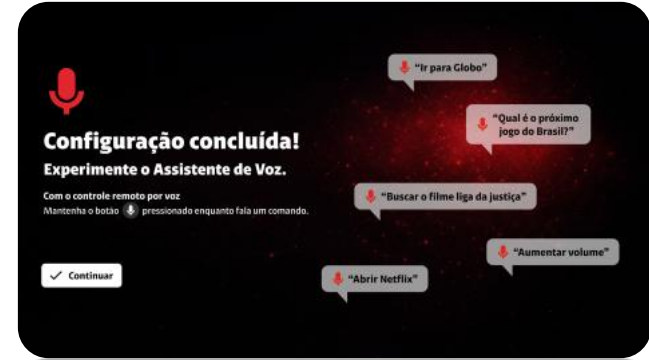 Configuração concluída!
Experimente o Assistente de Voz.
Com o controle remoto por voz
Mantenha o botão pressionado enquanto fala um comando.
Continuar
"Ir para Globo"
"Qual é o próximo
jogo do Brasil?"
"Buscar o filme liga da justiça"
"Aumentar volume"
"Abrir Netflix"